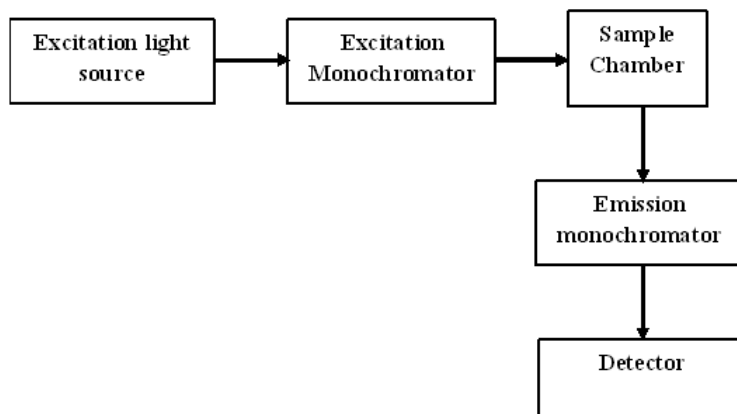 Excitation light
source
Excitation
Monochromator
Sample
Chamber
Emission
monochromator
Detector